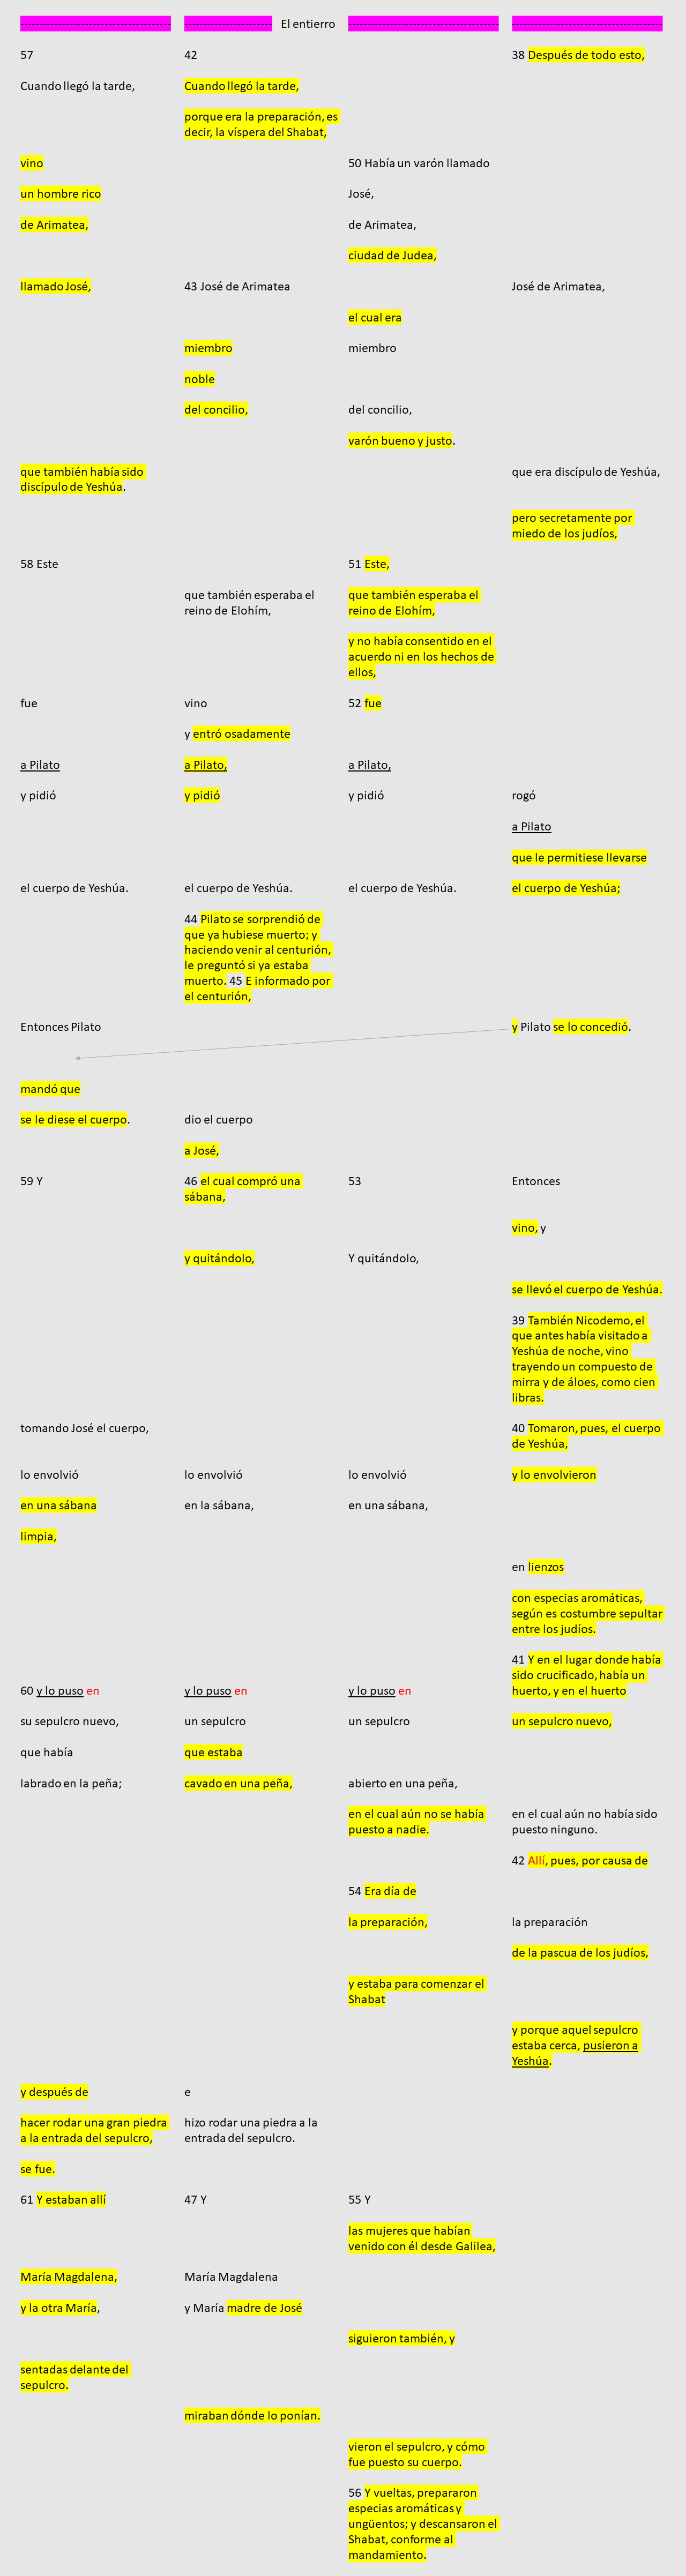 El entierro
57 42 38 Después de todo esto,
Cuando llegó la tarde, Cuando llegó la tarde,
porque era la preparación, es
decir, la víspera del Shabat,
vino 50 Había un varón llamado
un hombre rico José,
de Arimatea, de Arimatea,
ciudad de Judea,
llamado José, 43 José de Arimatea José de Arimatea,
el cual era
miembro miembro
noble
del concilio, del concilio,
varón bueno y justo.
que también había sido que era discípulo de Yeshúa,
discípulo de Yeshúa.
pero secretamente por
miedo de los judíos,
58 Este 51 Este,
que también esperaba el que también esperaba el
reino de Elohím, reino de Elohím,
y no había consentido en el
acuerdo ni en los hechos de
ellos,
fue vino 52 fue
y entró osadamente
a Pilato a Pilato, a Pilato,
y pidió y pidió y pidió rogó
a Pilato
que le permitiese llevarse
el cuerpo de Yeshúa. el cuerpo de Yeshúa. el cuerpo de Yeshúa. el cuerpo de Yeshúa;
44 Pilato se sorprendió de
que ya hubiese muerto; y
haciendo venir al centurión,
le preguntó si ya estaba
muerto. 45 E informado por
el centurión,
Entonces Pilato y Pilato se lo concedió.
mandó que
se le diese el cuerpo. dio el cuerpo
a José,
59 Y 46 el cual compró una 53 Entonces
sábana,
vino, y
y quitándolo, Y quitándolo,
se llevó el cuerpo de Yeshúa.
39 También Nicodemo, el
que antes había visitado a
Yeshúa de noche, vino
trayendo un compuesto de
mirra y de áloes, como cien
libras.
tomando José el cuerpo, 40 Tomaron, pues, el cuerpo
de Yeshúa,
lo envolvió lo envolvió lo envolvió y lo envolvieron
en una sábana en la sábana, en una sábana,
limpia,
en lienzos
con especias aromáticas,
según es costumbre sepultar
entre los judíos.
41 Y en el lugar donde había
sido crucificado, había un
60 y lo puso en y lo puso en y lo puso en huerto, y en el huerto
su sepulcro nuevo, un sepulcro un sepulcro un sepulcro nuevo,
que había que estaba
labrado en la peña; cavado en una peña, abierto en una peña,
en el cual aún no se había en el cual aún no había sido
puesto a nadie. puesto ninguno.
42 Allí, pues, por causa de
54 Era día de
la preparación, la preparación
de la pascua de los judíos,
y estaba para comenzar el
Shabat
y porque aquel sepulcro
estaba cerca, pusieron a
Yeshúa.
y después de e
hacer rodar una gran piedra hizo rodar una piedra a la
a la entrada del sepulcro, entrada del sepulcro.
se fue.
61 Y estaban allí 47 Y 55 Y
las mujeres que habían
venido con él desde Galilea,
María Magdalena, María Magdalena
y la otra María, y María madre de José
siguieron también, y
sentadas delante del
sepulcro.
miraban dónde lo ponían.
vieron el sepulcro, y cómo
fue puesto su cuerpo.
56 Y vueltas, prepararon
especias aromáticas y
ungüentos; y descansaron el
Shabat, conforme al
mandamiento.